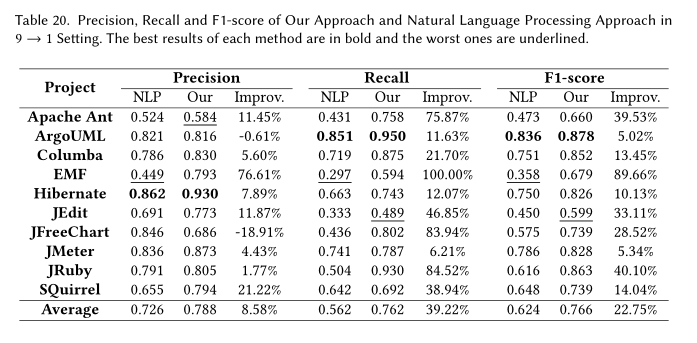 Table 20. Precision, Recall and F1-score of Our Approach and Natural Language Processing Approach in
9 → 1 Setting. The best results of each method are in bold and the worst ones are underlined.
Project Precision Recall F1-score
NLP Our Improv. NLP Our Improv. NLP Our Improv.
Apache Ant 0.524 0.584 11.45% 0.431 0.758 75.87% 0.473 0.660 39.53%
ArgoUML 0.821 0.816 -0.61% 0.851 0.950 11.63% 0.836 0.878 5.02%
Columba 0.786 0.830 5.60% 0.719 0.875 21.70% 0.751 0.852 13.45%
EMF 0.449 0.793 76.61% 0.297 0.594 100.00% 0.358 0.679 89.66%
Hibernate 0.862 0.930 7.89% 0.663 0.743 12.07% 0.750 0.826 10.13%
JEdit 0.691 0.773 11.87% 0.333 0.489 46.85% 0.450 0.599 33.11%
JFreeChart 0.846 0.686 -18.91% 0.436 0.802 83.94% 0.575 0.739 28.52%
JMeter 0.836 0.873 4.43% 0.741 0.787 6.21% 0.786 0.828 5.34%
JRuby 0.791 0.805 1.77% 0.504 0.930 84.52% 0.616 0.863 40.10%
SQuirrel 0.655 0.794 21.22% 0.642 0.692 38.94% 0.648 0.739 14.04%
Average 0.726 0.788 8.58% 0.562 0.762 39.22% 0.624 0.766 22.75%